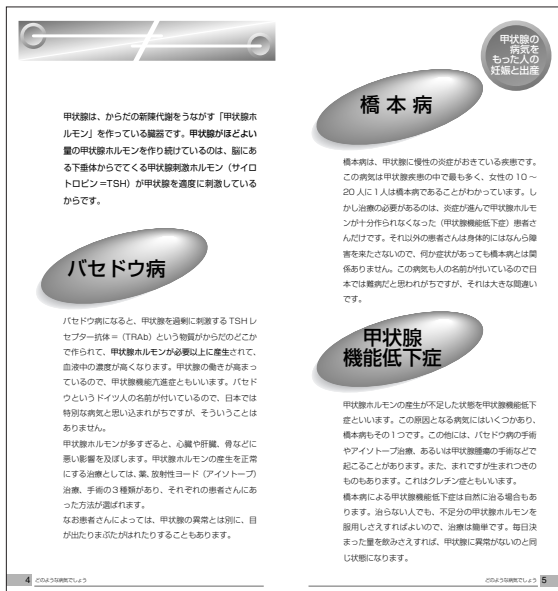 甲状腺は、からだの新陳代謝をうながす「甲状腺ホ
ルモン」を作っている臓器です。甲状腺がほどよい
量の甲状腺ホルモンを作り続けているのは、脳にあ
る下垂体からでてくる甲状腺刺激ホルモン（サイロ
トロピン=TSH）が甲状腺を適度に刺激している
からです。
バセドウ病
バセドウ病になると、甲状腺を過剰に刺激する TSH レ
セプター抗体＝（TRAb）という物質がからだのどこか
で作られて、甲状腺ホルモンが必要以上に産生されて、
血液中の濃度が高くなります。甲状腺の働きが高まっ
ているので、甲状腺機能亢進症ともいいます。バセド
ウというドイツ人の名前が付いているので、日本では
特別な病気と思い込まれがちですが、そういうことは
ありません。
甲状腺ホルモンが多すぎると、心臓や肝臓、骨などに
悪い影響を及ぼします。甲状腺ホルモンの産生を正常
にする治療としては、薬、放射性ヨード（アイソトープ）
治療、手術の３種類があり、それぞれの患者さんにあ
った方法が選ばれます。
なお患者さんによっては、甲状腺の異常とは別に、目
が出たりまぶたがはれたりすることもあります。
4 どのような病気でしょう
甲状腺の
病気を
もった人の
妊娠と出産
橋本病
橋本病は、甲状腺に慢性の炎症がおきている疾患です。
この病気は甲状腺疾患の中で最も多く、女性の 10 〜
20 人に１人は橋本病であることがわかっています。し
かし治療の必要があるのは、炎症が進んで甲状腺ホルモ
ンが十分作られなくなった（甲状腺機能低下症）患者さ
んだけです。それ以外の患者さんは身体的にはなんら障
害を来たさないので、何か症状があっても橋本病とは関
係ありません。この病気も人の名前が付いているので日
本では難病だと思われがちですが、それは大きな間違い
です。
甲状腺
機能低下症
甲状腺ホルモンの産生が不足した状態を甲状腺機能低下
症といいます。この原因となる病気にはいくつかあり、
橋本病もその１つです。この他には、バセドウ病の手術
やアイソトープ治療、あるいは甲状腺腫瘍の手術などで
起こることがあります。また、まれですが生まれつきの
ものもあります。これはクレチン症ともいいます。
橋本病による甲状腺機能低下症は自然に治る場合もあ
ります。治らない人でも、不足分の甲状腺ホルモンを
服用しさえすればよいので、治療は簡単です。毎日決
まった量を飲みさえすれば、甲状腺に異常がないのと同
じ状態になります。
どのような病気でしょう 5